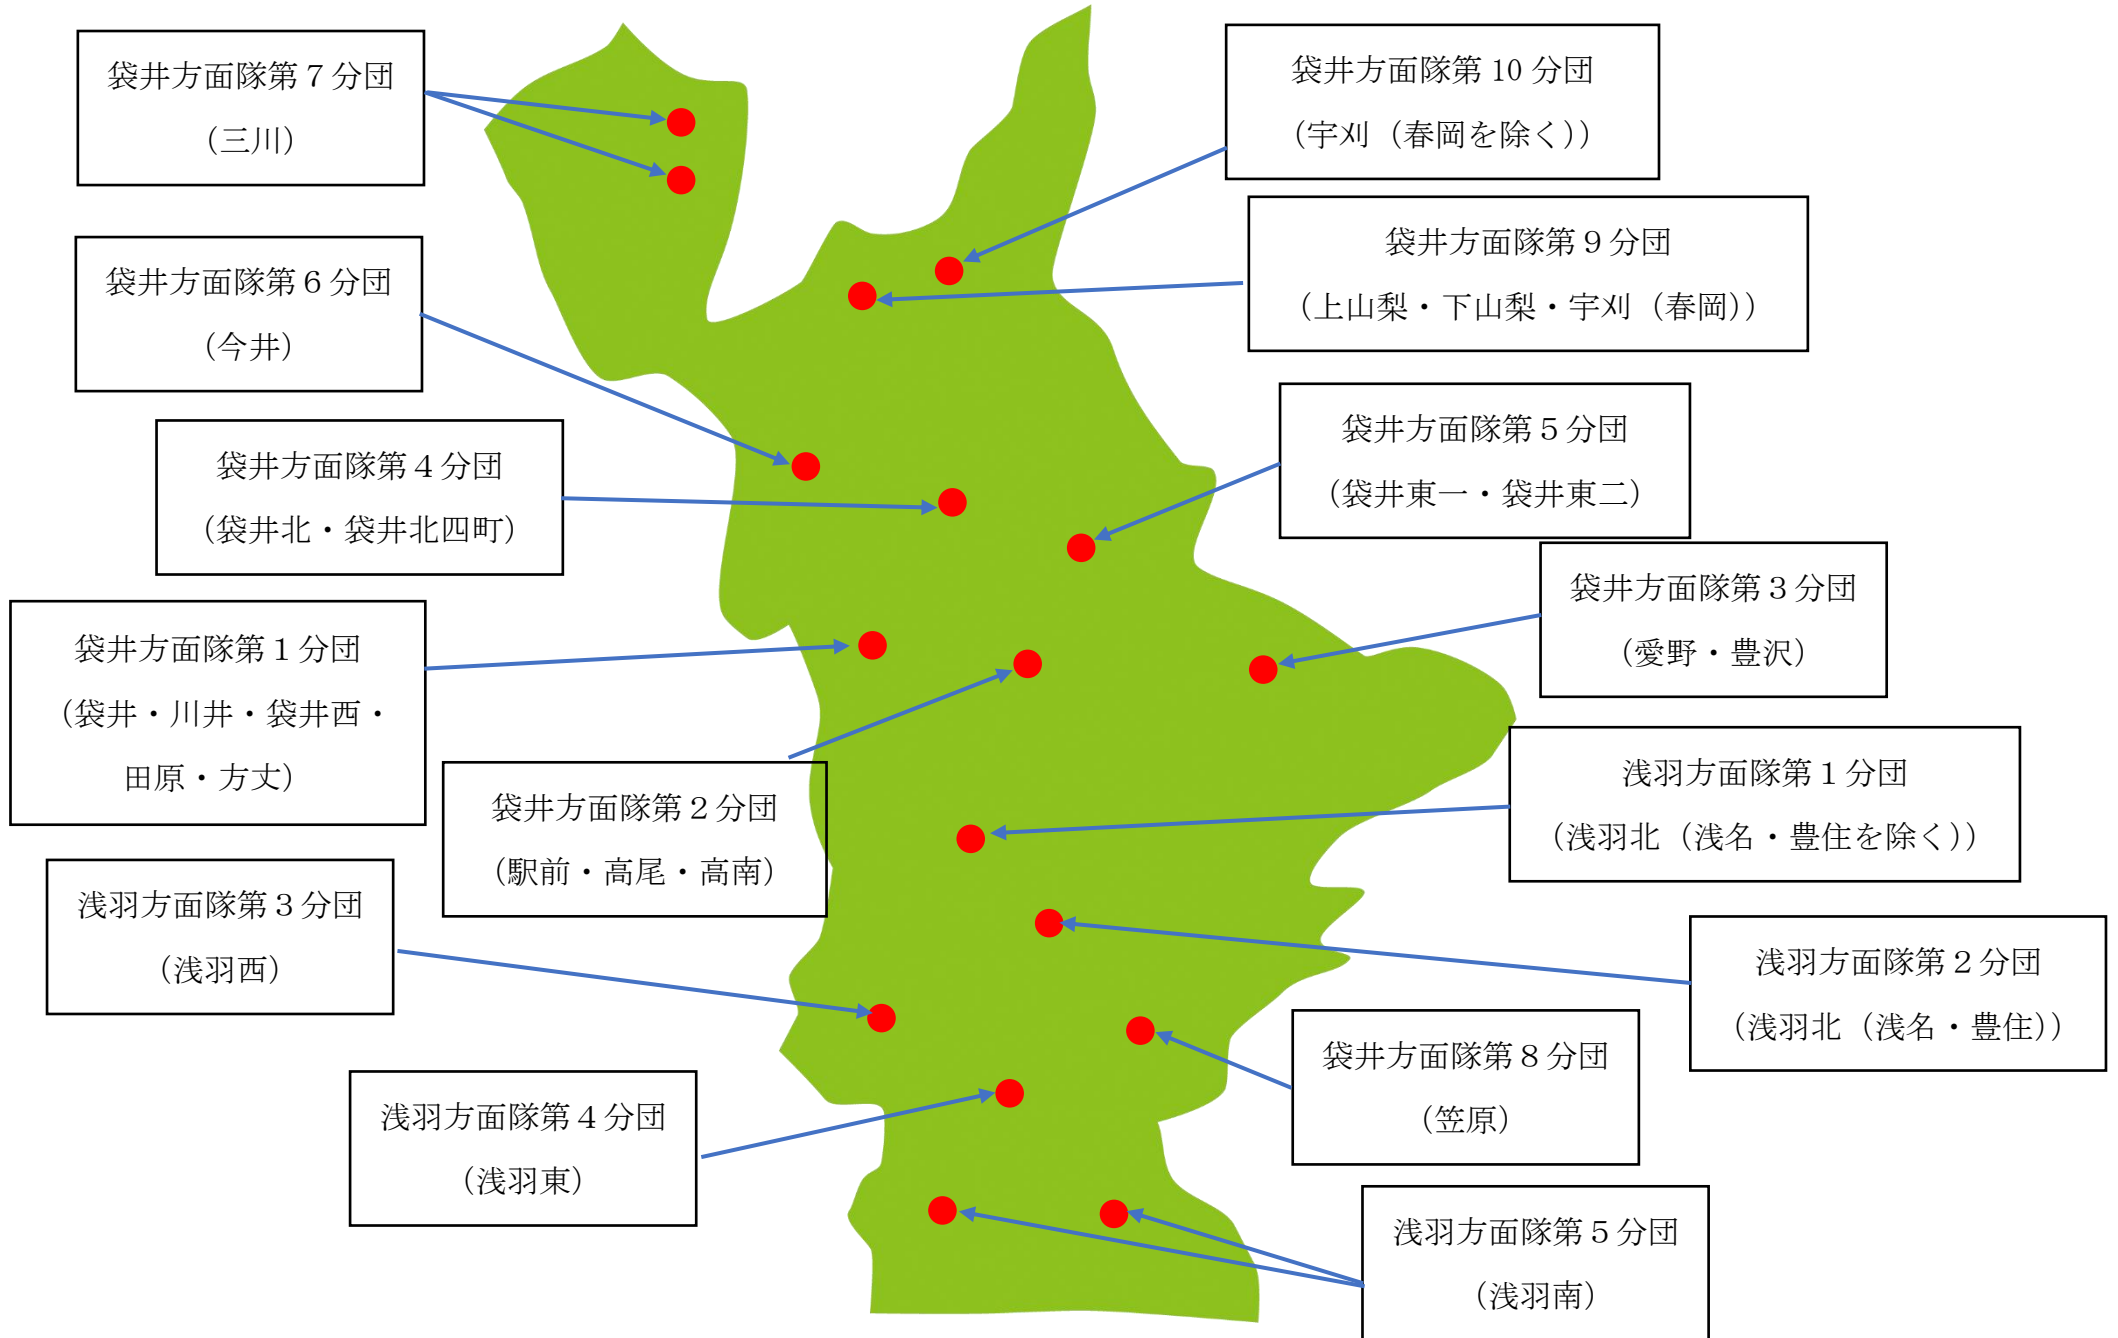 袋井方面隊第７分団
（三川）
袋井方面隊第 10 分団
（宇刈（春岡を除く））
袋井方面隊第９分団
（上山梨・下山梨・宇刈（春岡））
袋井方面隊第６分団
（今井）
袋井方面隊第５分団
（袋井東一・袋井東二）
袋井方面隊第４分団
（袋井北・袋井北四町）
袋井方面隊第３分団
（愛野・豊沢）
袋井方面隊第１分団
（袋井・川井・袋井西・
田原・方丈）
袋井方面隊第２分団
（駅前・高尾・高南）
浅羽方面隊第１分団
（浅羽北（浅名・豊住を除く））
浅羽方面隊第３分団
（浅羽西）
浅羽方面隊第２分団
（浅羽北（浅名・豊住））
袋井方面隊第８分団
（笠原）
浅羽方面隊第４分団
（浅羽東）
浅羽方面隊第５分団
（浅羽南）